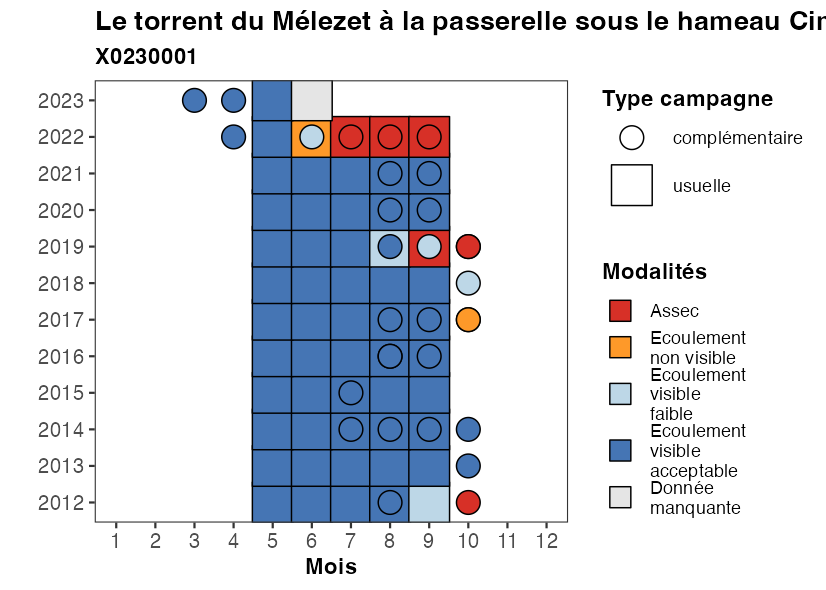 Le torrent du Mélezet à la passerelle sous le hameau Cir
X0230001
2023
2022
2021
2020
2019
2018
2017
2016
2015
2014
2013
2012
1 2 3 4 5 6 7 8 9 10 11 12
Mois
Type campagne
complémentaire
usuelle
Modalités
Assec
Ecoulement
non visible
Ecoulement
visible
faible
Ecoulement
visible
acceptable
Donnée
manquante